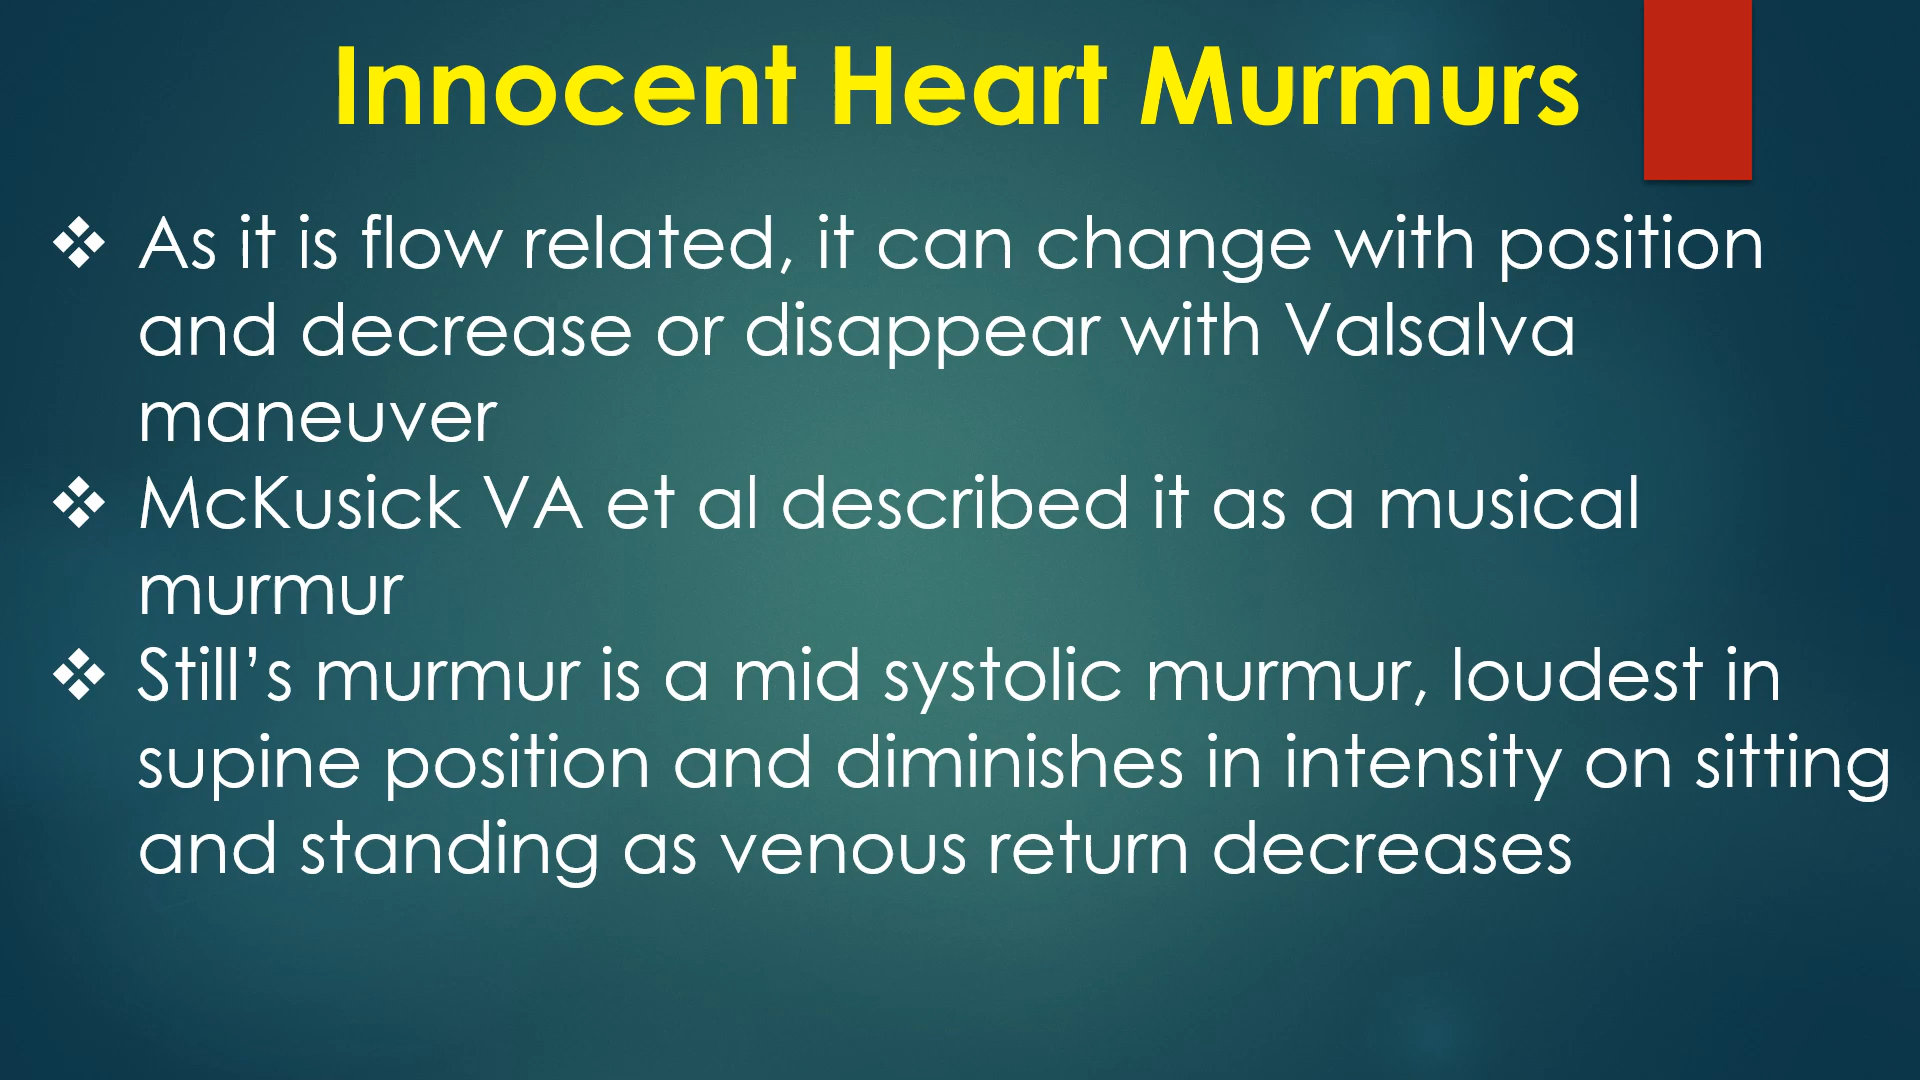 Innocent Heart Murmurs
❖ As it is flow related, it can change with position
and decrease or disappear with Valsalva
maneuver
❖ McKusick VA et al described it as a musical
murmur
❖ Still’s murmur is a mid systolic murmur, loudest in
supine position and diminishes in intensity on sitting
and standing as venous return decreases